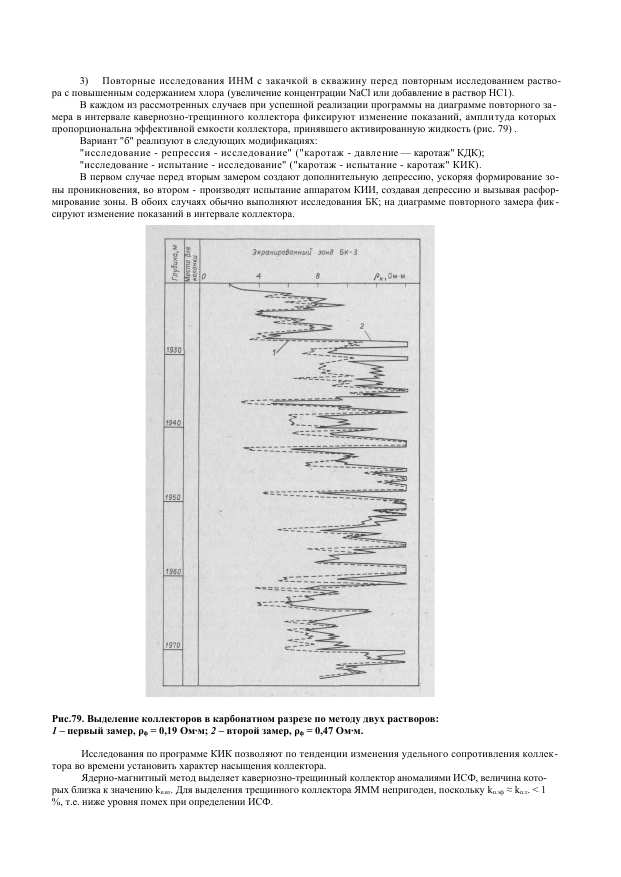 3) Повторные исследования ИНМ с закачкой в скважину перед повторным исследованием раство-
ра с повышенным содержанием хлора (увеличение концентрации NaCl или добавление в раствор НС1).
В каждом из рассмотренных случаев при успешной реализации программы на диаграмме повторного за-
мера в интервале кавернозно-трещинного коллектора фиксируют изменение показаний, амплитуда которых
пропорциональна эффективной емкости коллектора, принявшего активированную жидкость (рис. 79) .
Вариант "б" реализуют в следующих модификациях:
"исследование - репрессия - исследование" ("каротаж - давление — каротаж" КДК);
"исследование - испытание - исследование" ("каротаж - испытание - каротаж" КИК).
В первом случае перед вторым замером создают дополнительную депрессию, ускоряя формирование зо-
ны проникновения, во втором - производят испытание аппаратом КИИ, создавая депрессию и вызывая расфор-
мирование зоны. В обоих случаях обычно выполняют исследования БК; на диаграмме повторного замера фик-
сируют изменение показаний в интервале коллектора.
Глубина, м
Места для колонки
Экранированный зонд БК-3
0 4 8 ρк, Ом·м
2
1
1930
1940
1950
1960
1970
Рис.79. Выделение коллекторов в карбонатном разрезе по методу двух растворов:
1 – первый замер, ρф = 0,19 Ом·м; 2 – второй замер, ρф = 0,47 Ом·м.
Исследования по программе КИК позволяют по тенденции изменения удельного сопротивления коллек-
тора во времени установить характер насыщения коллектора.
Ядерно-магнитный метод выделяет кавернозно-трещинный коллектор аномалиями ИСФ, величина кото-
рых близка к значению kп.эф. Для выделения трещинного коллектора ЯММ непригоден, поскольку kп.эф ≈ kп.т. < 1
%, т.е. ниже уровня помех при определении ИСФ.